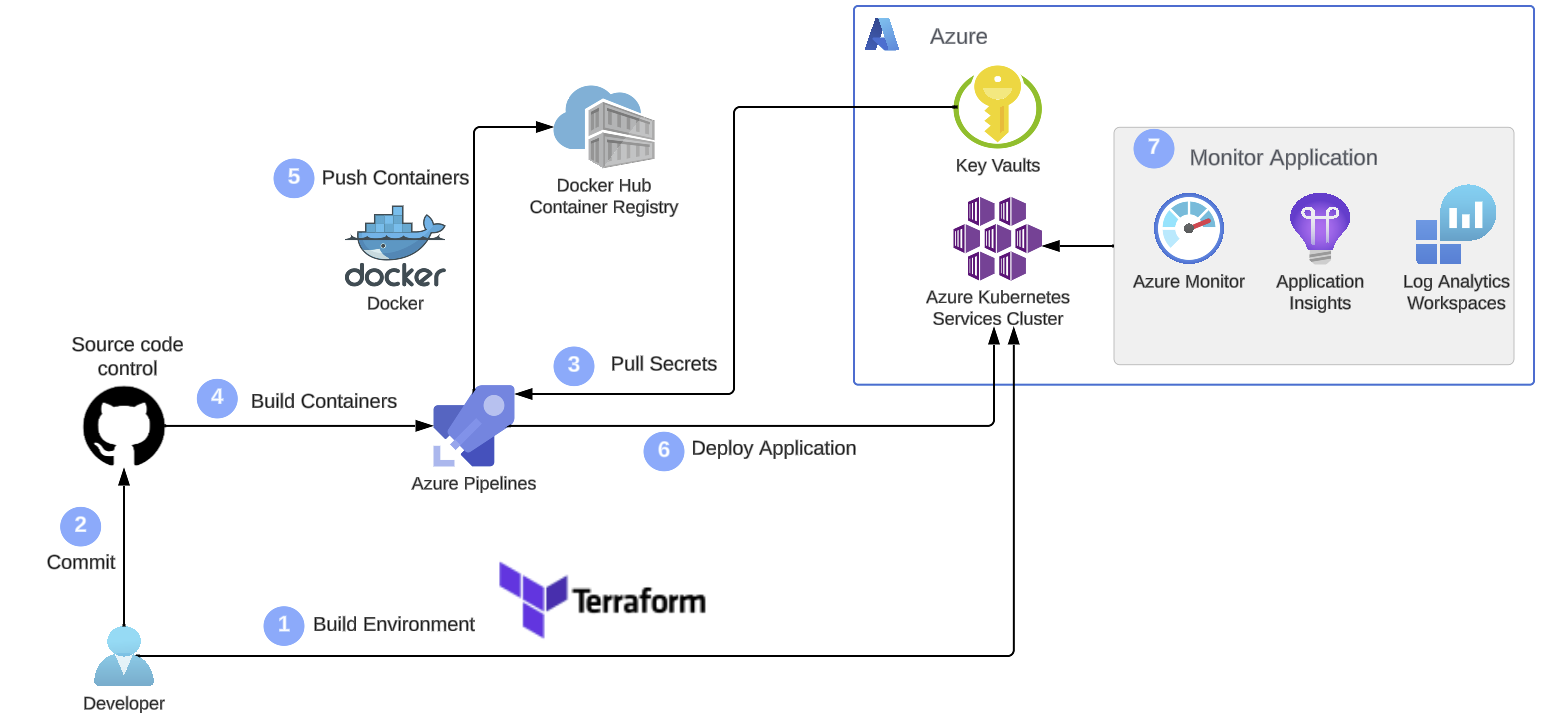 Azure
Key Vaults
7
Monitor Application
Azure Monitor
Application
Insights
Log Analytics
Workspaces
Azure Kubernetes
Services Cluster
Docker Hub
Container Registry
5
Push Containers
docker
Docker
3
Pull Secrets
Source code
control
4
Build Containers
Azure Pipelines
6
Deploy Application
2
Commit
1
Build Environment
Terraform
Developer